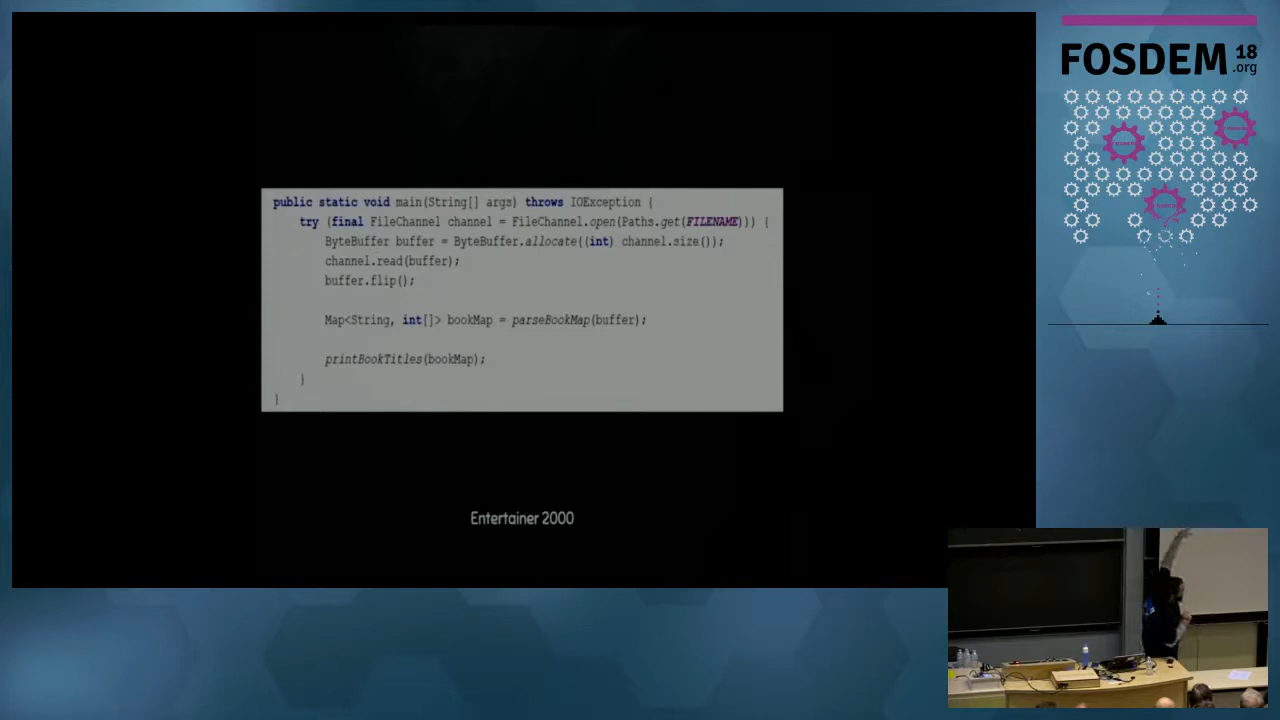 public static void main(String[] args) throws IOException {
try (final FileChannel channel = FileChannel.open(Paths.get(FILENAME))) {
ByteBuffer buffer = ByteBuffer.allocate((int) channel.size());
channel.read(buffer);
buffer.flip();
Map<String, int[]> bookMap = parseBookMap(buffer);
printBookTitles(bookMap);
}
}
Entertainer 2000
FOSDEM 18
.org